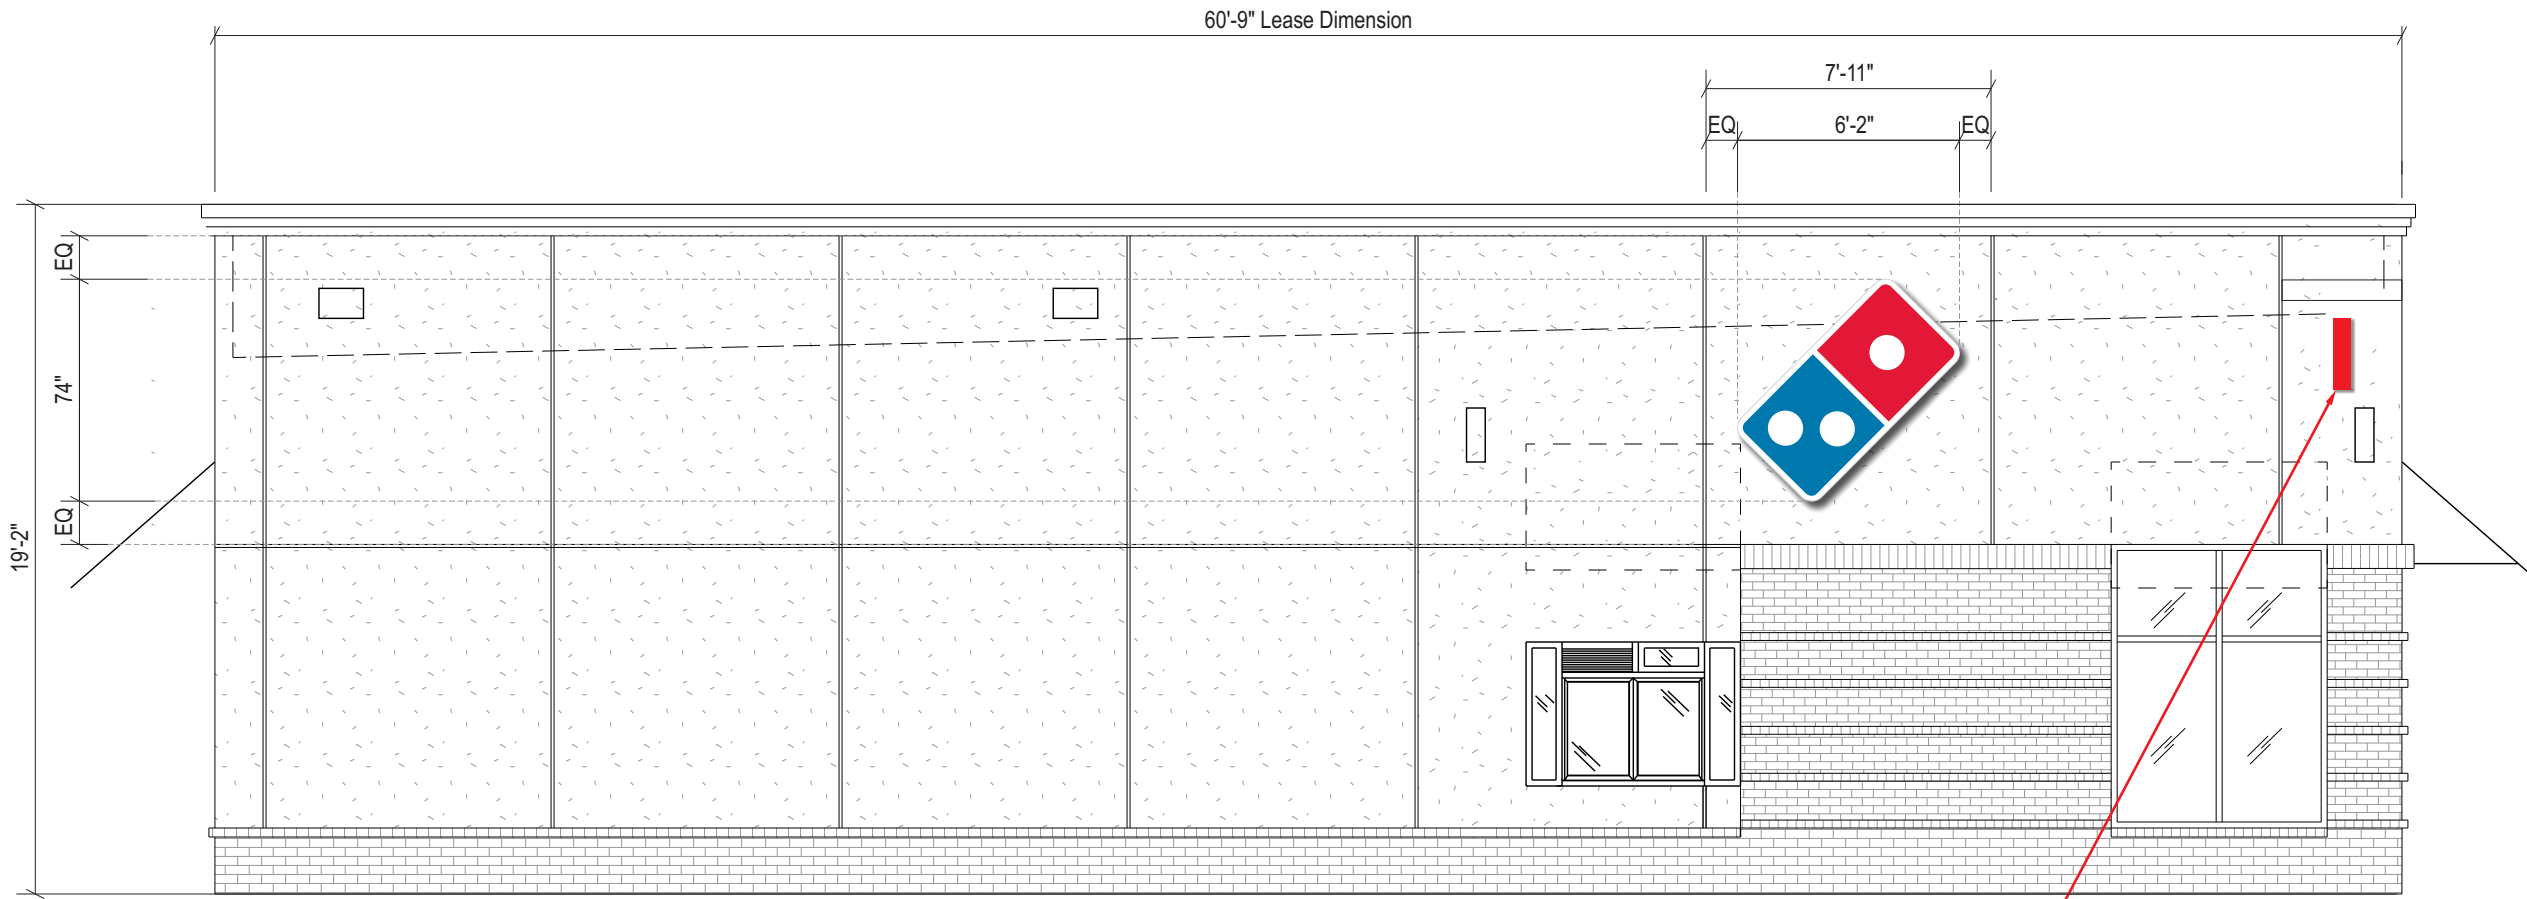 60'-9" Lease Dimension
7'-11"
EQ 6'-2" EQ
EQ
74"
EQ
19'-2"